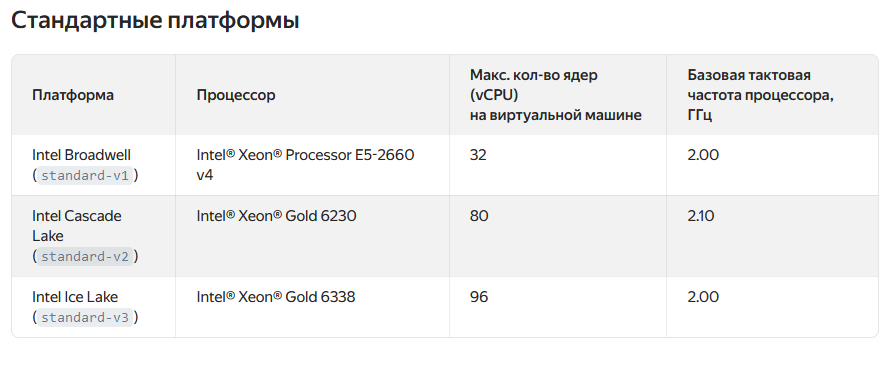 Стандартные платформы
Платформа
Процессор
Макс. кол-во ядер
(vCPU)
на виртуальной машине
Базовая тактовая
частота процессора,
ГГц
Intel Broadwell
(standard-v1)
Intel® Xeon® Processor E5-2660
v4
32
2.00
Intel Cascade
Lake
(standard-v2)
Intel® Xeon® Gold 6230
80
2.10
Intel Ice Lake
(standard-v3)
Intel® Xeon® Gold 6338
96
2.00